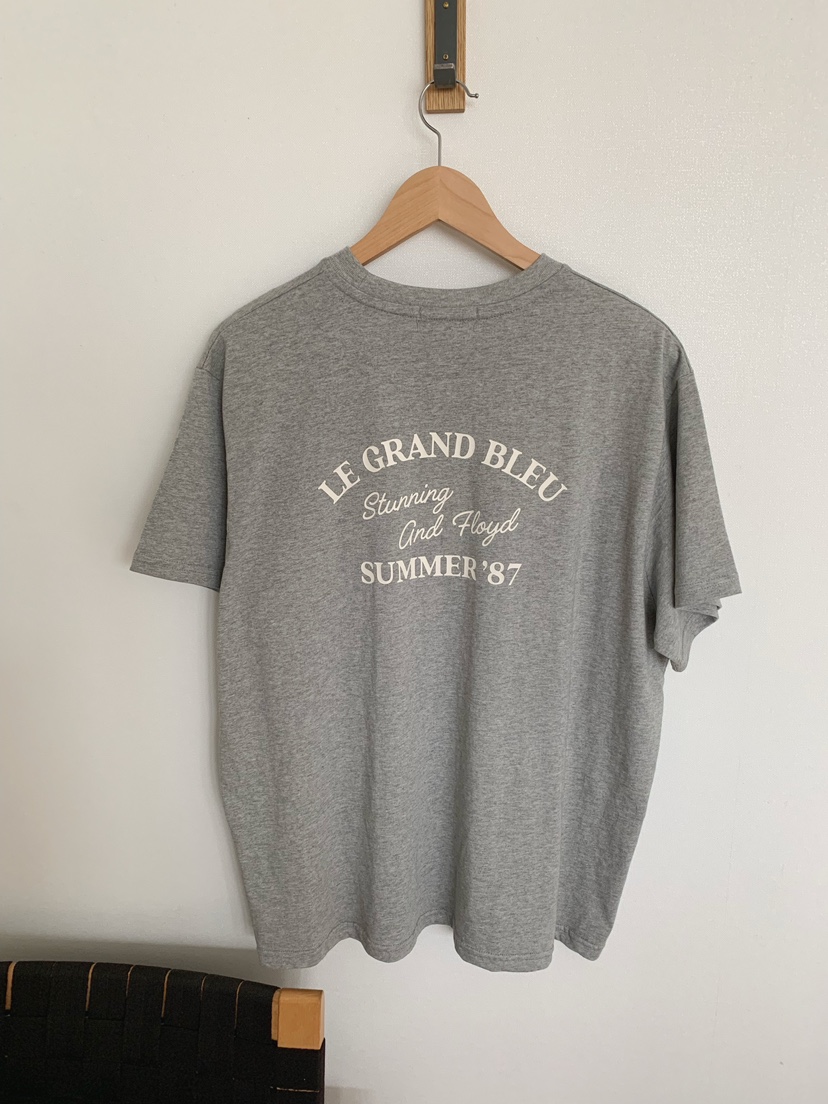 LE GRAND BLEU
Stunning
And Floyd
SUMMER '87